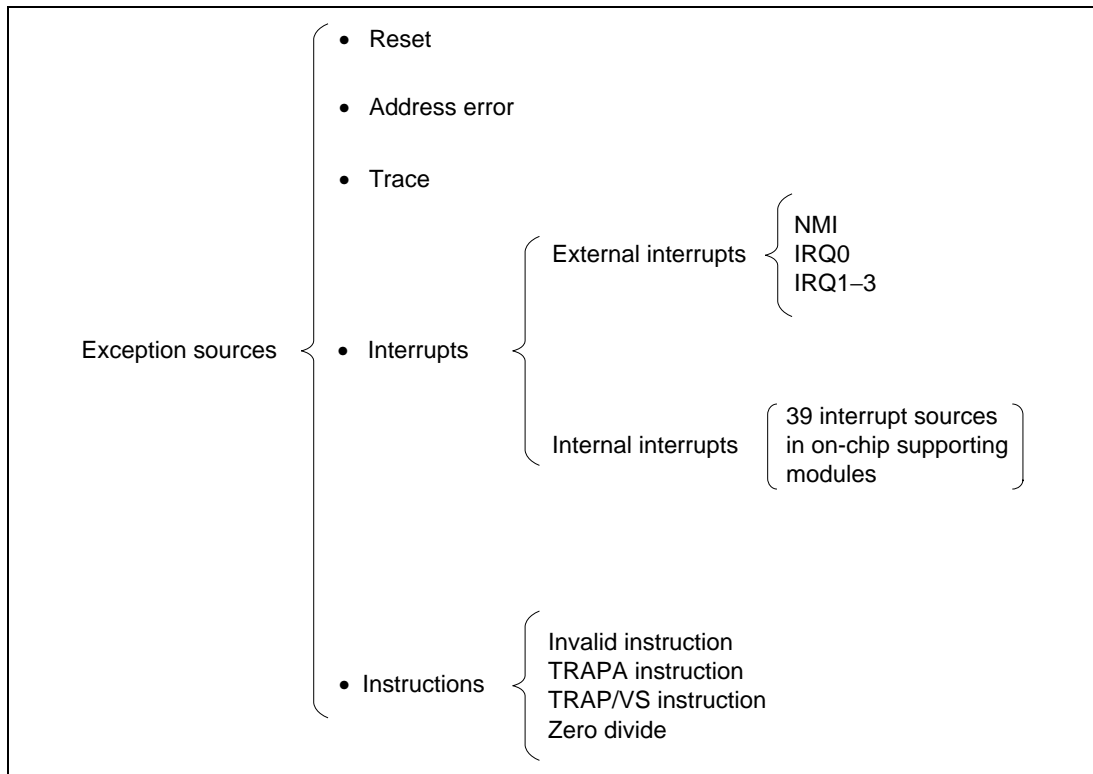 Exception sources
• Reset
• Address error
• Trace
• Interrupts
External interrupts
NMI
IRQ0
IRQ1–3
Internal interrupts
39 interrupt sources
in on-chip supporting
modules
• Instructions
Invalid instruction
TRAPA instruction
TRAP/VS instruction
Zero divide